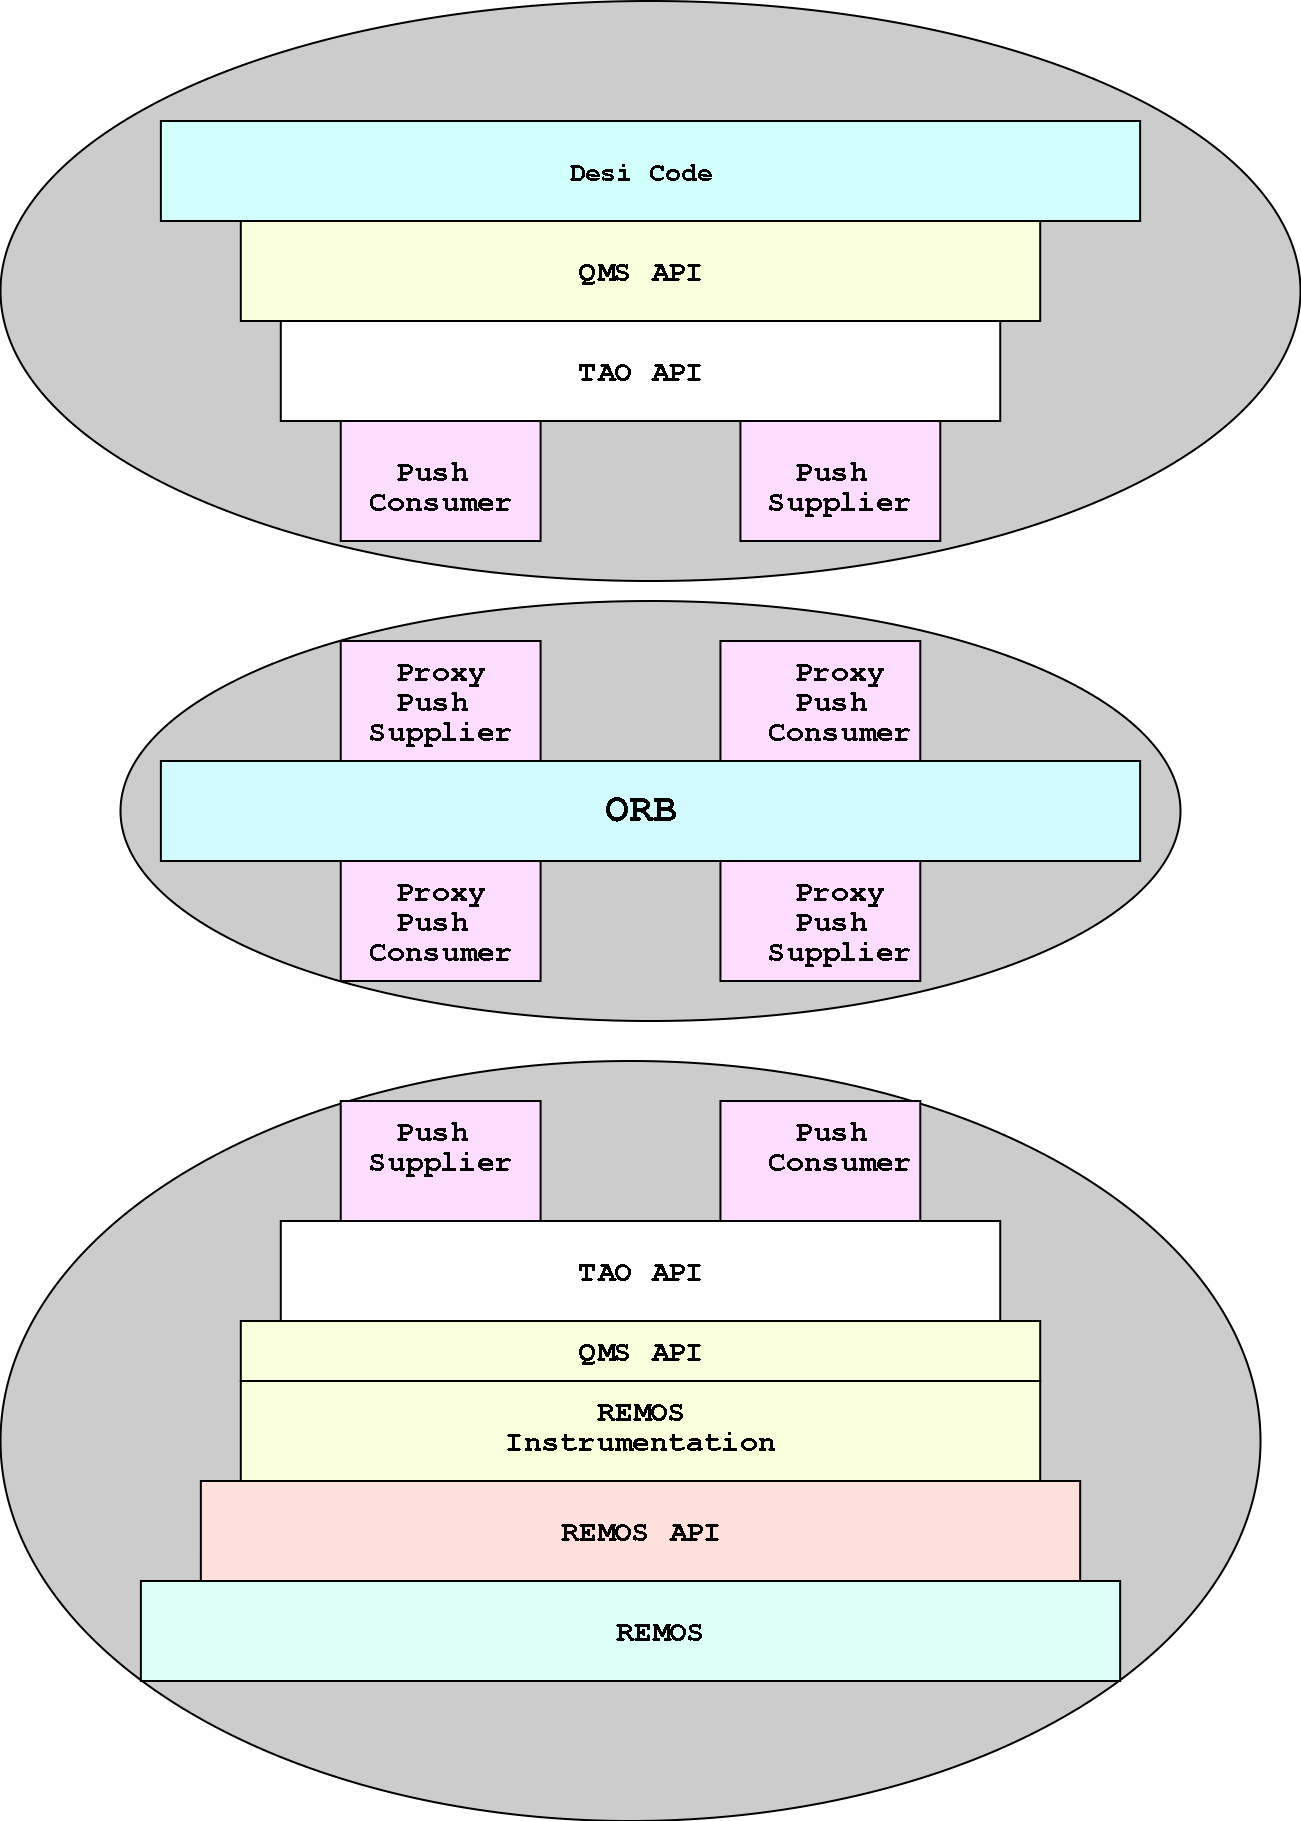 Desi Code
QMS API
TAO API
Push
Consumer
Push
Supplier
Proxy
Push
Supplier
Proxy
Push
Consumer
ORB
Proxy
Push
Consumer
Proxy
Push
Supplier
Push
Supplier
Push
Consumer
TAO API
QMS API
REMOS
Instrumentation
REMOS API
REMOS